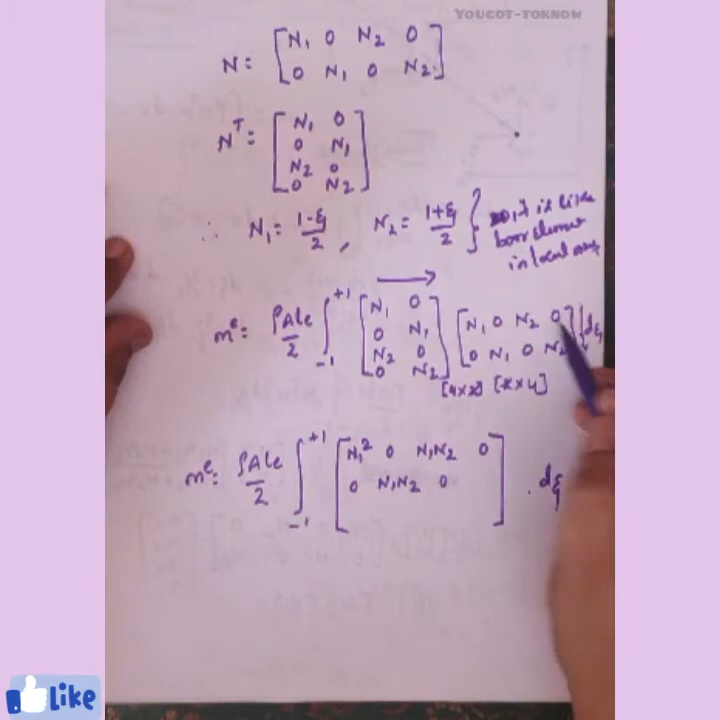 YOUCOT-TOKNOW
N = [N₁ 0 N₂ 0
0 N₁ 0 N₂]
Nᵀ = [N₁ 0
0 N₁
N₂ 0
0 N₂]
∴ N₁ = 1-ξ/2 , N₂ = 1+ξ/2 } it is like
element
in local
mᵉ = ρAle/2 ∫₋₁⁺¹ [N₁ 0 [N₁ 0 N₂ 0
0 N₁ 0 N₁ 0 N₂] dξ
N₂ 0
0 N₂]
[4×2] [2×4]
mᵉ = ρAle/2 ∫₋₁⁺¹ [N₁² 0 N₁N₂ 0
0 N₁N₂ 0 ] . dξ
Like